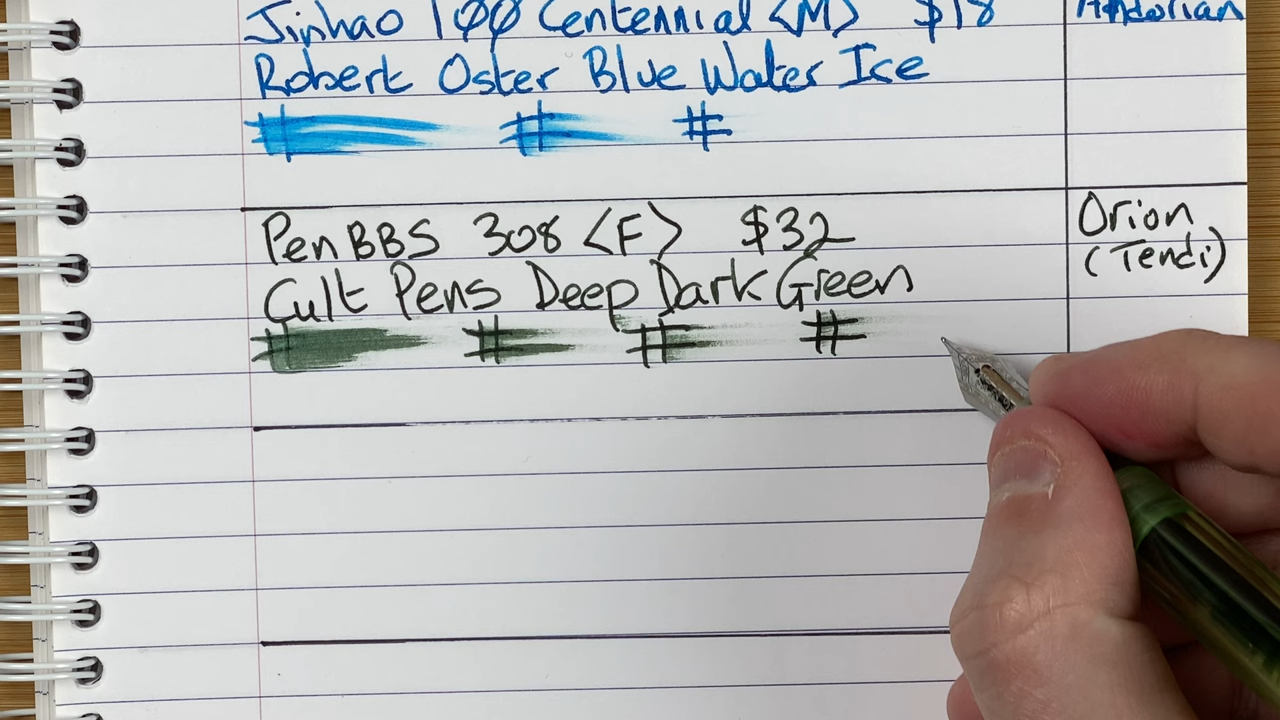 Jinhao 100 Centennial <M> $18
Andorian
Robert Oster Blue Water Ice
# # #
PenBBS 308 <F> $32
Orion
(Tendi)
Cult Pens Deep Dark Green
# # # #